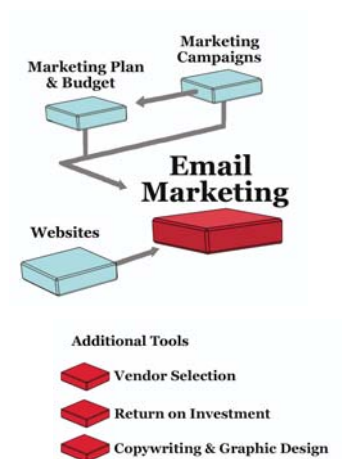 Marketing
Campaigns
Marketing Plan
& Budget
Email
Marketing
Websites
Additional Tools
Vendor Selection
Return on Investment
Copywriting & Graphic Design